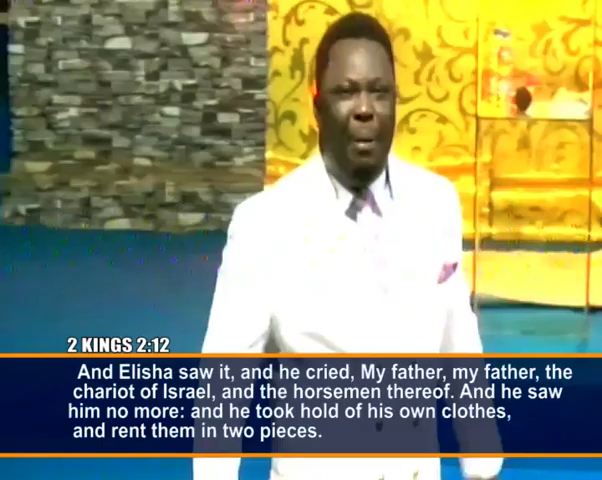 2 KINGS 2:12
And Elisha saw it, and he cried, My father, my father, the
chariot of Israel, and the horsemen thereof. And he saw
him no more: and he took hold of his own clothes,
and rent them in two pieces.